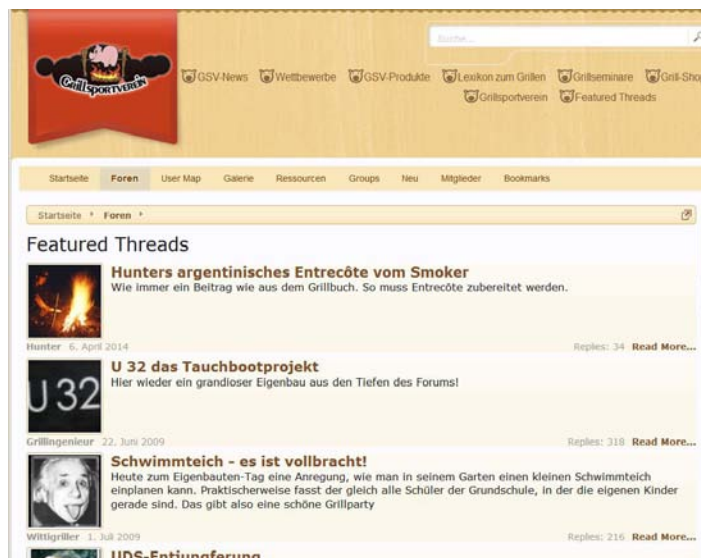 Grillsportverein
Suche...
GSV-News Wettbewerbe GSV-Produkte Lexikon zum Grillen Grillseminare Grill-Sho
Grillsportverein Featured Threads
Startseite Foren User Map Galerie Ressourcen Groups Neu Mitglieder Bookmarks
Startseite Foren
Featured Threads
Hunters argentinisches Entrecôte vom Smoker
Wie immer ein Beitrag wie aus dem Grillbuch. So muss Entrecôte zubereitet werden.
Hunter 6. April 2014 Replies: 34 Read More...
U 32
U 32 das Tauchbootprojekt
Hier wieder ein grandioser Eigenbau aus den Tiefen des Forums!
Grillingenieur 22. Juni 2009 Replies: 318 Read More...
Schwimmteich - es ist vollbracht!
Heute zum Eigenbauten-Tag eine Anregung, wie man in seinem Garten einen kleinen Schwimmteich
einplanen kann. Praktischerweise fasst der gleich alle Schüler der Grundschule, in der die eigenen Kinder
gerade sind. Das gibt also eine schöne Grillparty
Wittigriller 1. Juli 2009 Replies: 216 Read More...
UDS-Entjungferung